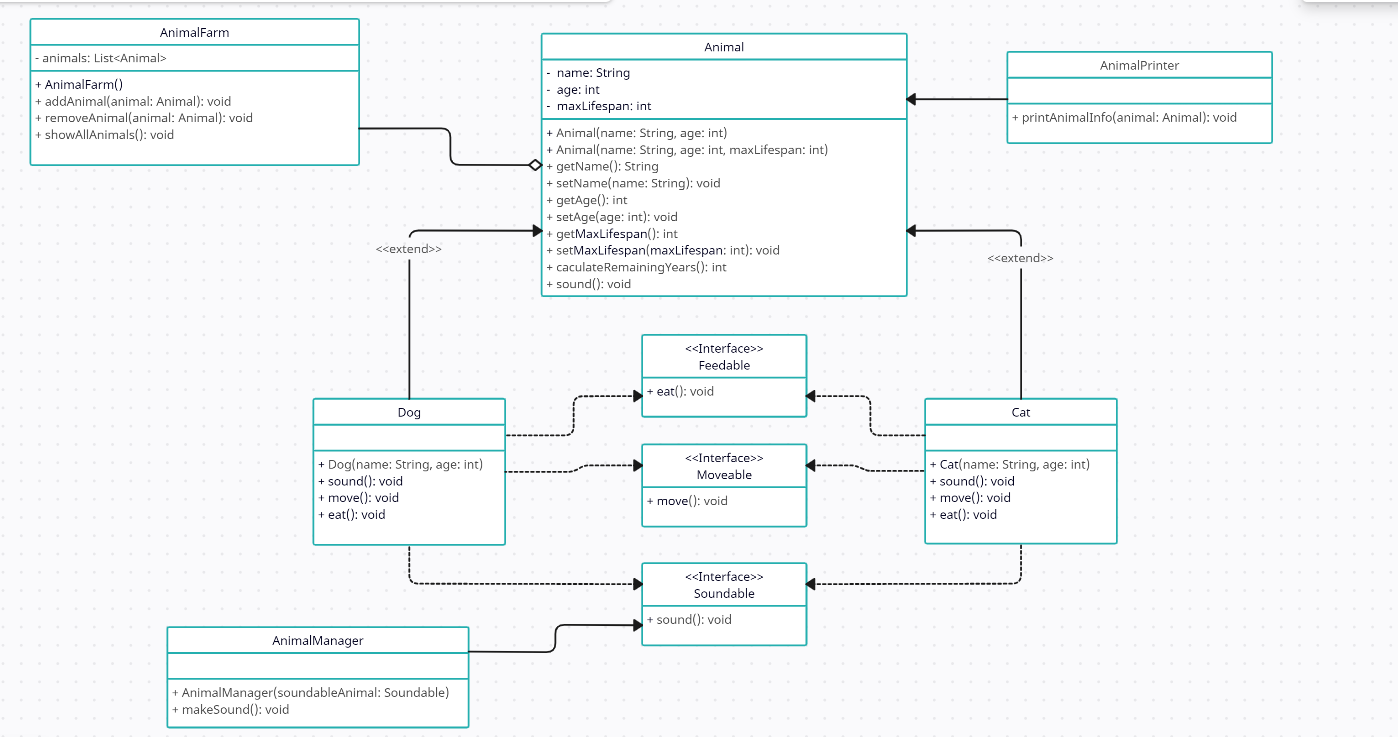 AnimalFarm
- animals: List<Animal>
+ AnimalFarm()
+ addAnimal(animal: Animal): void
+ removeAnimal(animal: Animal): void
+ showAllAnimals(): void
Animal
- name: String
- age: int
- maxLifespan: int
+ Animal(name: String, age: int)
+ Animal(name: String, age: int, maxLifespan: int)
+ getName(): String
+ setName(name: String): void
+ getAge(): int
+ setAge(age: int): void
+ getMaxLifespan(): int
+ setMaxLifespan(maxLifespan: int): void
+ caculateRemainingYears(): int
+ sound(): void
AnimalPrinter
+ printAnimalInfo(animal: Animal): void
<<extend>>
<<extend>>
<<Interface>>
Feedable
+ eat(): void
Dog
+ Dog(name: String, age: int)
+ sound(): void
+ move(): void
+ eat(): void
<<Interface>>
Moveable
+ move(): void
Cat
+ Cat(name: String, age: int)
+ sound(): void
+ move(): void
+ eat(): void
<<Interface>>
Soundable
+ sound(): void
AnimalManager
+ AnimalManager(soundableAnimal: Soundable)
+ makeSound(): void